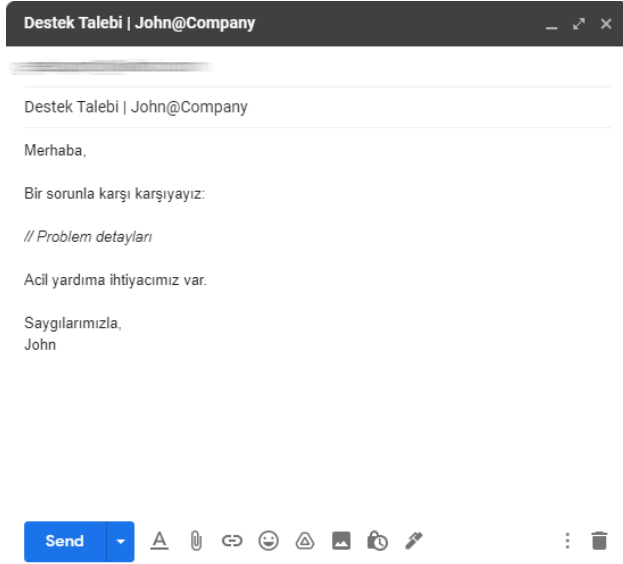 Destek Talebi | John@Company
Destek Talebi | John@Company
Merhaba,
Bir sorunla karşı karşıyayız:
// Problem detayları
Acil yardıma ihtiyacımız var.
Saygılarımızla,
John
Send